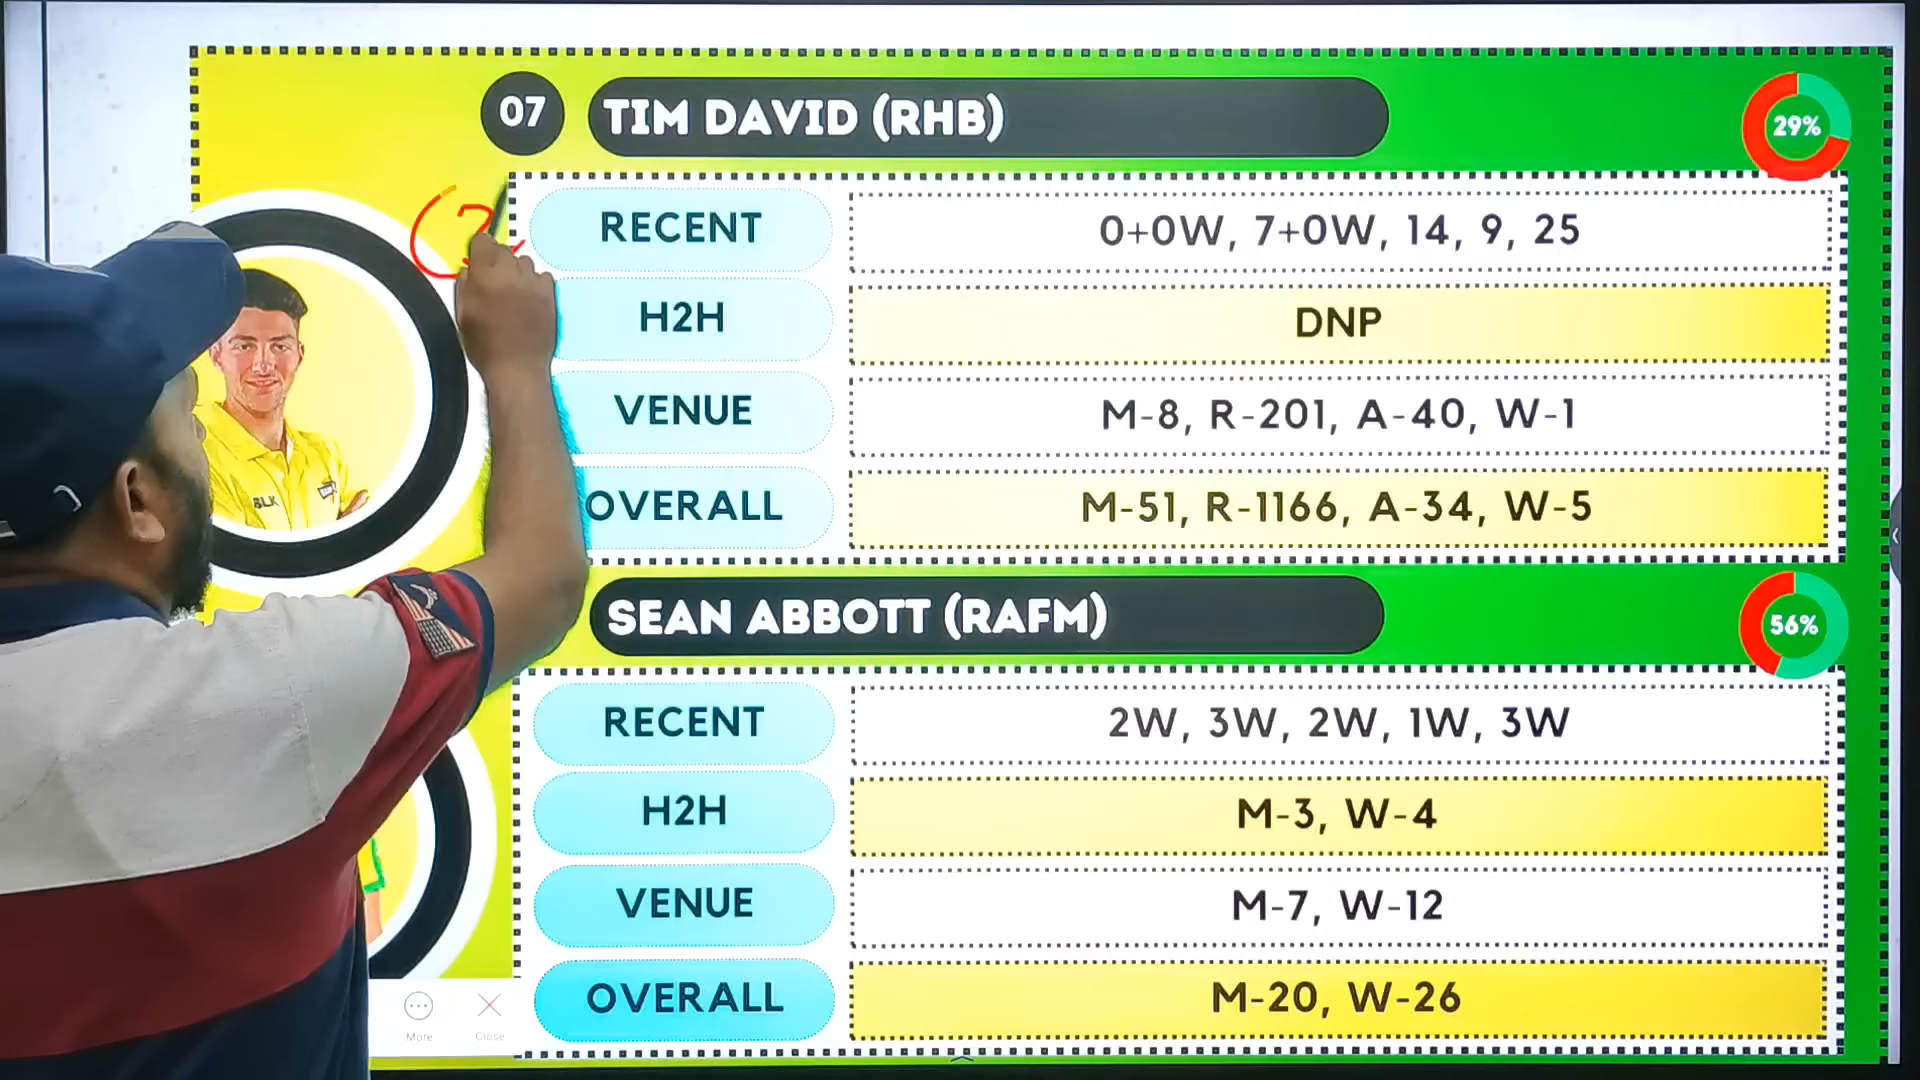 07
TIM DAVID (RHB)
29%
RECENT
0+0W, 7+0W, 14, 9, 25
H2H
DNP
VENUE
M-8, R-201, A-40, W-1
OVERALL
M-51, R-1166, A-34, W-5
BLK
SEAN ABBOTT (RAFM)
56%
RECENT
2W, 3W, 2W, 1W, 3W
H2H
M-3, W-4
VENUE
M-7, W-12
OVERALL
M-20, W-26
More
Close